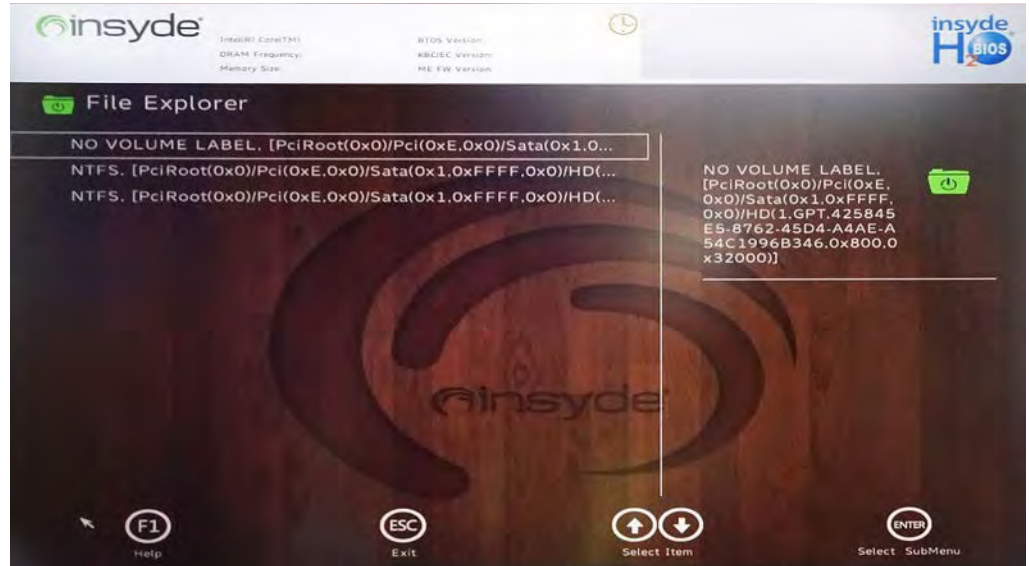 insyde
Intel(R) Core(TM)
BIOS Version:
DRAM Frequency:
KBC/EC Version:
Memory Size:
ME FW Version:
insyde
H2O BIOS
File Explorer
NO VOLUME LABEL, [PciRoot(0x0)/Pci(0xE,0x0)/Sata(0x1,0...
NTFS, [PciRoot(0x0)/Pci(0xE,0x0)/Sata(0x1,0xFFFF,0x0)/HD(...
NTFS, [PciRoot(0x0)/Pci(0xE,0x0)/Sata(0x1,0xFFFF,0x0)/HD(...
NO VOLUME LABEL,
[PciRoot(0x0)/Pci(0xE,
0x0)/Sata(0x1,0xFFFF,
0x0)/HD(1,GPT,425845
E5-8762-45D4-A4AE-A
54C1996B346,0x800,0
x32000)]
insyde
F1
Help
ESC
Exit
Select Item
ENTER
Select SubMenu